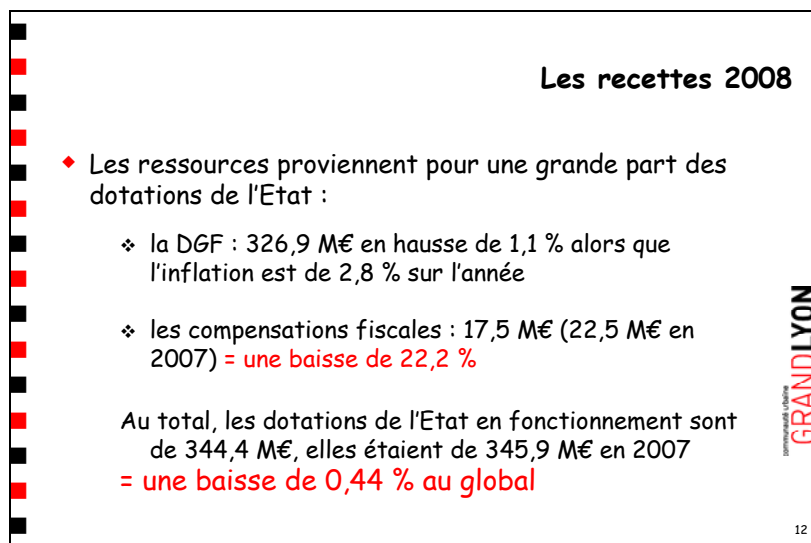 Les recettes 2008
◆ Les ressources proviennent pour une grande part des
dotations de l'Etat :
❖ la DGF : 326,9 M€ en hausse de 1,1 % alors que
l'inflation est de 2,8 % sur l'année
❖ les compensations fiscales : 17,5 M€ (22,5 M€ en
2007) = une baisse de 22,2 %
Au total, les dotations de l'Etat en fonctionnement sont
de 344,4 M€, elles étaient de 345,9 M€ en 2007
= une baisse de 0,44 % au global
communauté urbaine
GRANDLYON
12